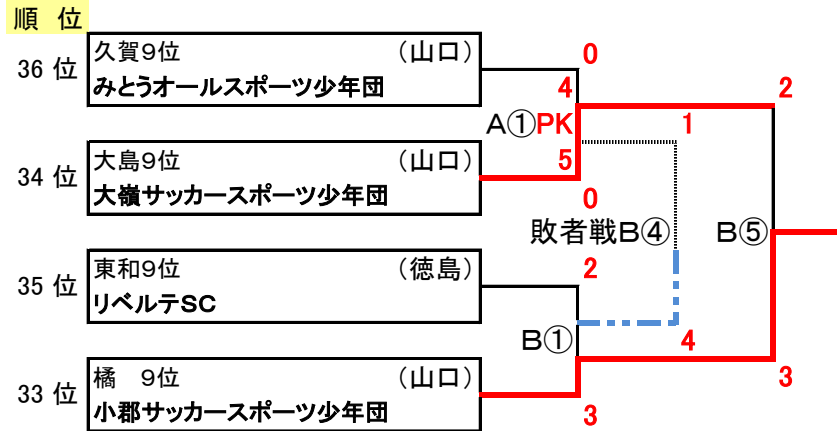 順 位
36 位
久賀9位 (山口)
みとうオールスポーツ少年団
0
4
2
A①PK
1
34 位
大島9位 (山口)
大嶺サッカースポーツ少年団
5
0
敗者戦B④
B⑤
35 位
東和9位 (徳島)
リベルテSC
2
B①
4
33 位
橘 9位 (山口)
小郡サッカースポーツ少年団
3
3